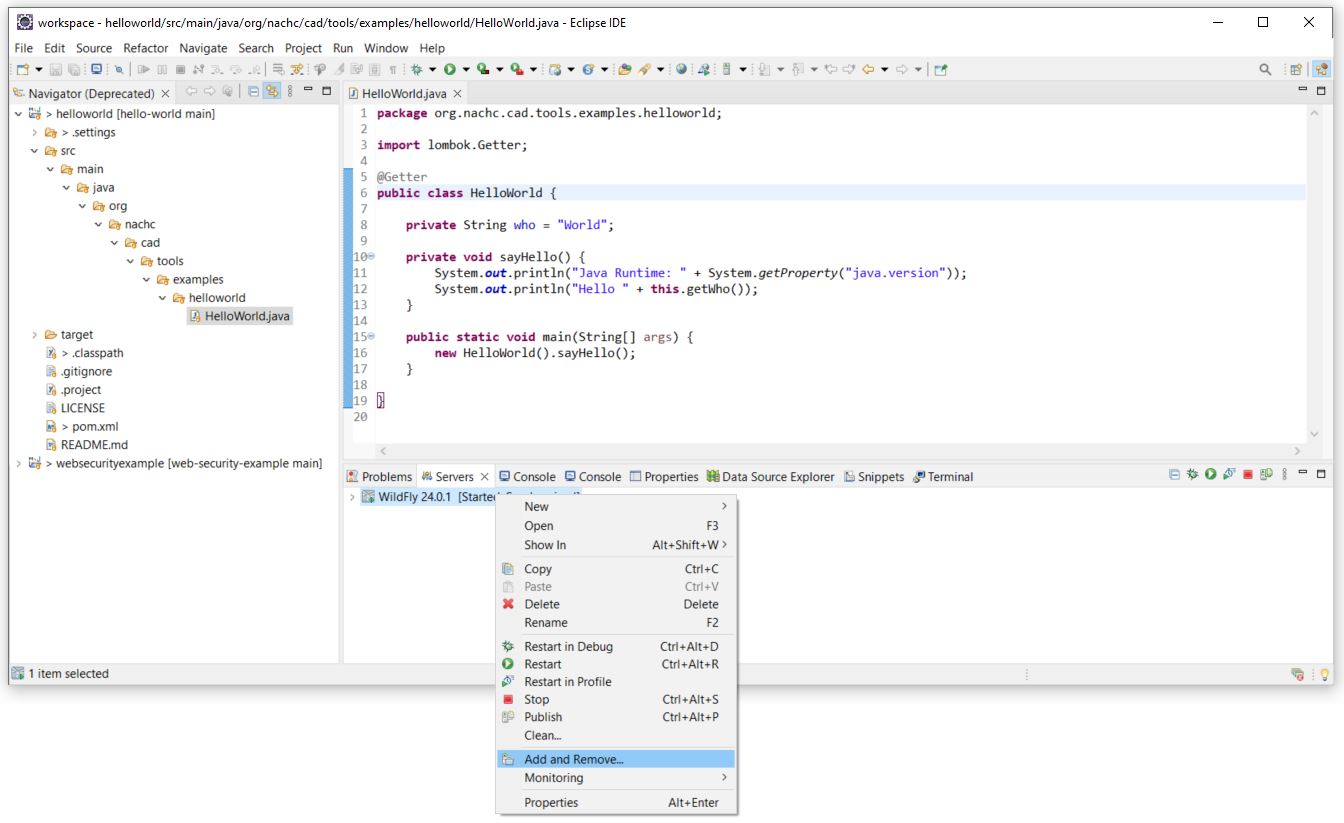 workspace - helloworld/src/main/java/org/nachc/cad/tools/examples/helloworld/HelloWorld.java - Eclipse IDE
File Edit Source Refactor Navigate Search Project Run Window Help
Navigator (Deprecated)
> helloworld [hello-world main]
> .settings
src
main
java
org
nachc
cad
tools
examples
helloworld
HelloWorld.java
target
> .classpath
.gitignore
.project
LICENSE
> pom.xml
README.md
> websecurityexample [web-security-example main]
HelloWorld.java
1 package org.nachc.cad.tools.examples.helloworld;
2
3 import lombok.Getter;
4
5 @Getter
6 public class HelloWorld {
7
8 private String who = "World";
9
10 private void sayHello() {
11 System.out.println("Java Runtime: " + System.getProperty("java.version"));
12 System.out.println("Hello " + this.getWho());
13 }
14
15 public static void main(String[] args) {
16 new HelloWorld().sayHello();
17 }
18
19 }
20
Problems Servers Console Console Properties Data Source Explorer Snippets Terminal
WildFly 24.0.1 [Started
New
Open F3
Show In Alt+Shift+W
Copy Ctrl+C
Paste Ctrl+V
Delete Delete
Rename F2
Restart in Debug Ctrl+Alt+D
Restart Ctrl+Alt+R
Restart in Profile
Stop Ctrl+Alt+S
Publish Ctrl+Alt+P
Clean...
Add and Remove...
Monitoring
Properties Alt+Enter
1 item selected